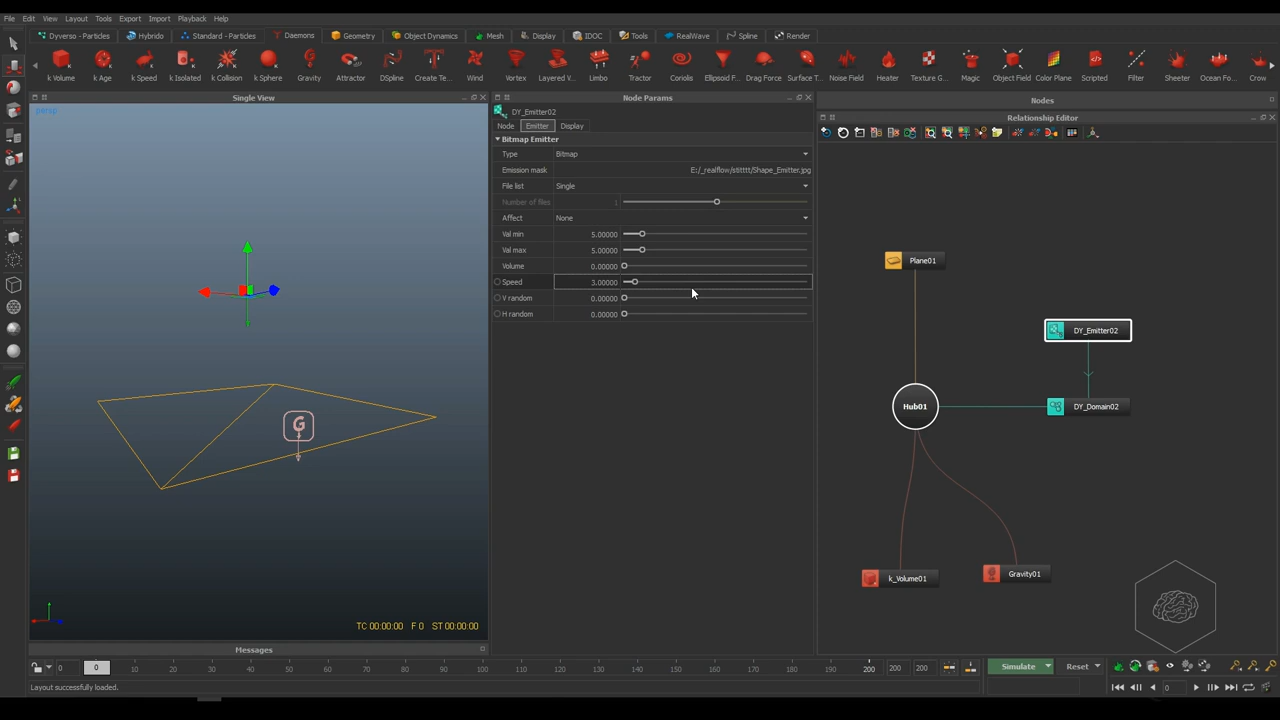 File Edit View Layout Tools Export Import Playback Help
Dyverso - Particles Hybrido Standard - Particles Daemons Geometry Object Dynamics Mesh Display IDOC Tools RealWave Spline Render
k Volume k Age k Speed k Isolated k Collision k Sphere Gravity Attractor DSpline Create Te... Wind Vortex Layered V... Limbo Tractor Coriolis Ellipsoid F... Drag Force Surface T... Noise Field Heater Texture G... Magic Object Field Color Plane Scripted Filter Sheeter Ocean Fo... Crow
Single View
persp
TC 00:00:00 F 0 ST 00:00:00
G
Messages
Node Params
DY_Emitter02
Node Emitter Display
Bitmap Emitter
Type Bitmap
Emission mask E:/_realflow/stitttt/Shape_Emitter.jpg
File list Single
Number of files 1
Affect None
Val min 5.00000
Val max 5.00000
Volume 0.00000
Speed 3.00000
V random 0.00000
H random 0.00000
Nodes
Relationship Editor
Plane01
DY_Emitter02
Hub01
DY_Domain02
k_Volume01
Gravity01
0 0 10 20 30 40 50 60 70 80 90 100 110 120 130 140 150 160 170 180 190 200 200 200
Simulate Reset
Layout successfully loaded.
0